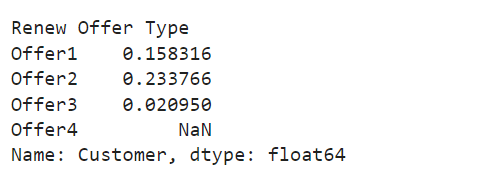 Renew Offer Type
Offer1    0.158316
Offer2    0.233766
Offer3    0.020950
Offer4         NaN
Name: Customer, dtype: float64